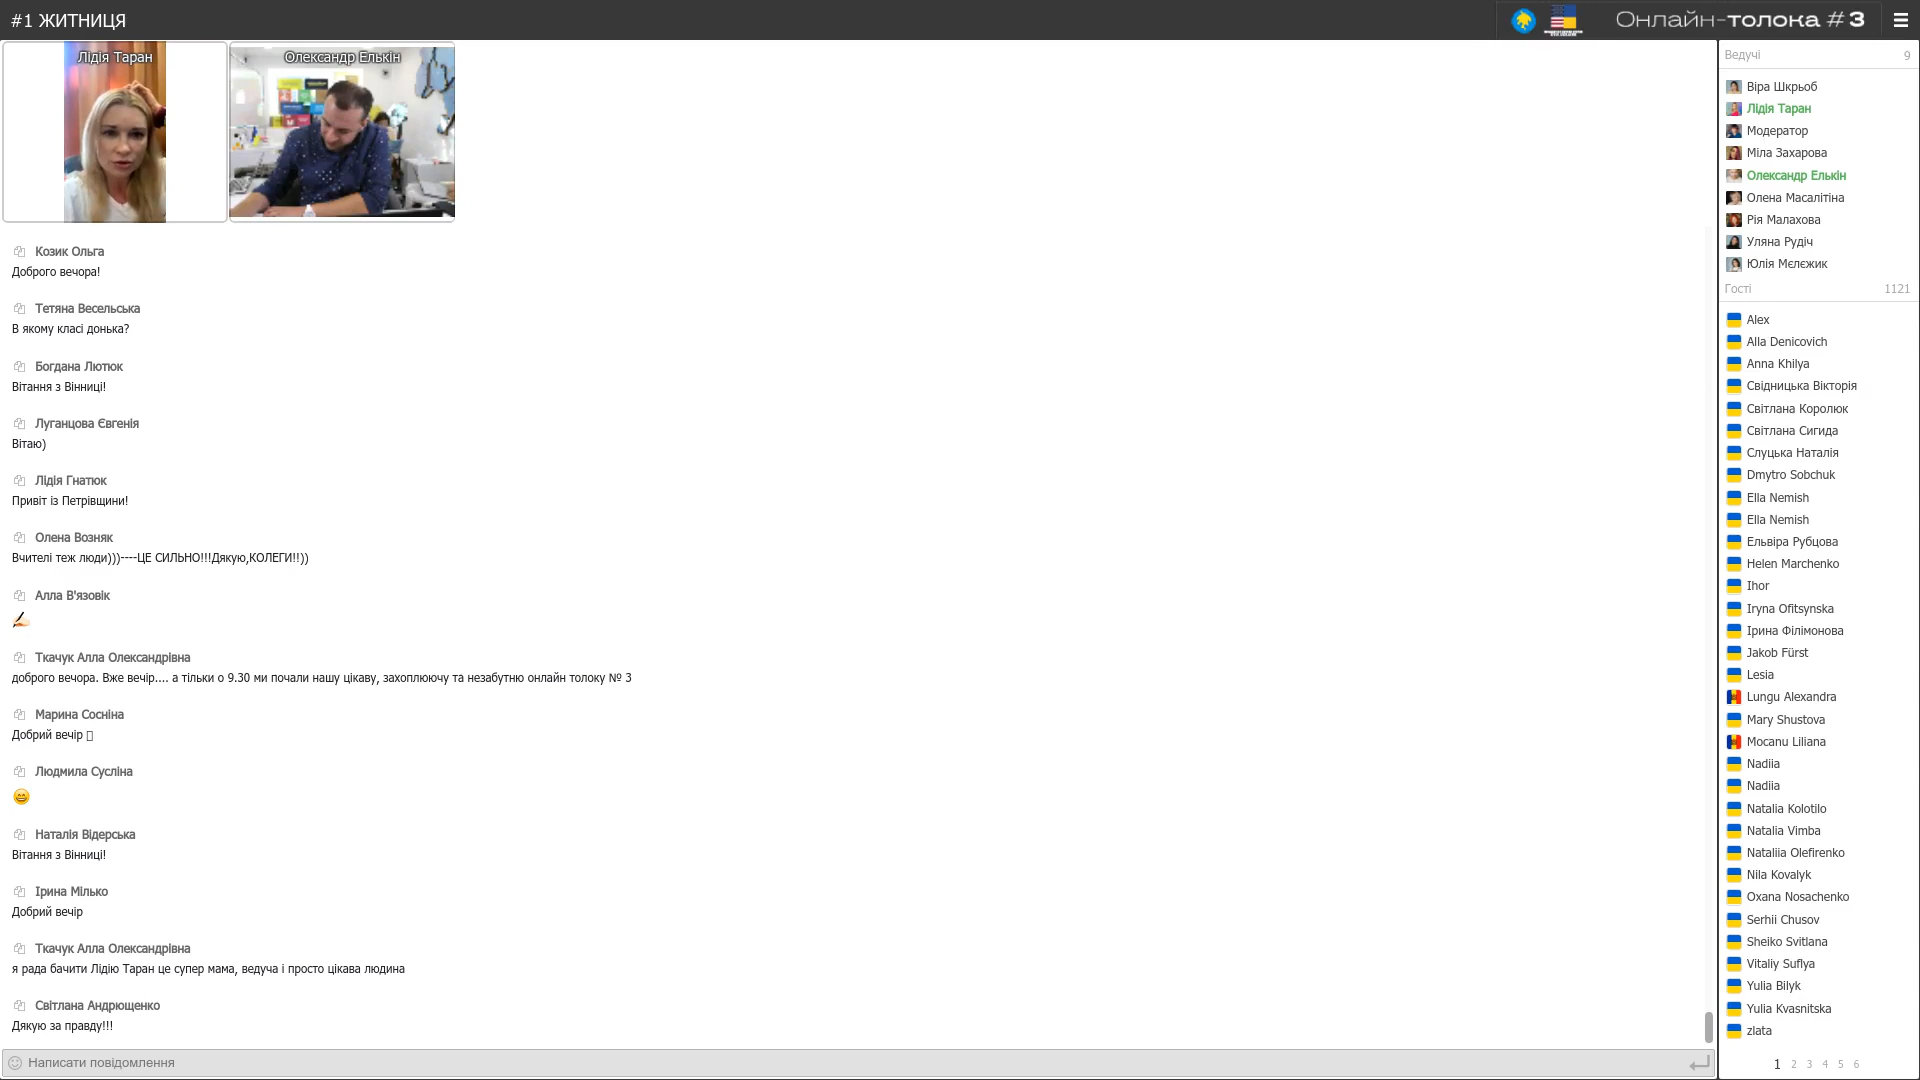 #1 ЖИТНИЦЯ
Онлайн-толока #3
Лідія Таран
Олександр Елькін
Козик Ольга
Доброго вечора!
Тетяна Весельська
В якому класі донька?
Богдана Лютюк
Вітання з Вінниці!
Луганцова Євгенія
Вітаю)
Лідія Гнатюк
Привіт із Петрівщини!
Олена Возняк
Вчителі теж люди)))----ЦЕ СИЛЬНО!!!Дякую,КОЛЕГИ!!))
Алла В'язовік
Ткачук Алла Олександрівна
доброго вечора. Вже вечір.... а тільки о 9.30 ми почали нашу цікаву, захоплюючу та незабутню онлайн толоку № 3
Марина Сосніна
Добрий вечір
Людмила Сусліна
Наталія Відерська
Вітання з Вінниці!
Ірина Мілько
Добрий вечір
Ткачук Алла Олександрівна
я рада бачити Лідію Таран це супер мама, ведуча і просто цікава людина
Світлана Андрющенко
Дякую за правду!!!
Написати повідомлення
Ведучі 9
Віра Шкрьоб
Лідія Таран
Модератор
Міла Захарова
Олександр Елькін
Олена Масалітіна
Рія Малахова
Уляна Рудіч
Юлія Мєлєжик
Гості 1121
Alex
Alla Denicovich
Anna Khilya
Свідницька Вікторія
Світлана Королюк
Світлана Сигида
Слуцька Наталія
Dmytro Sobchuk
Ella Nemish
Ella Nemish
Ельвіра Рубцова
Helen Marchenko
Ihor
Iryna Ofitsynska
Ірина Філімонова
Jakob Fürst
Lesia
Lungu Alexandra
Mary Shustova
Mocanu Liliana
Nadiia
Nadiia
Natalia Kolotilo
Natalia Vimba
Nataliia Olefirenko
Nila Kovalyk
Oxana Nosachenko
Serhii Chusov
Sheiko Svitlana
Vitaliy Suflya
Yulia Bilyk
Yulia Kvasnitska
zlata
1 2 3 4 5 6